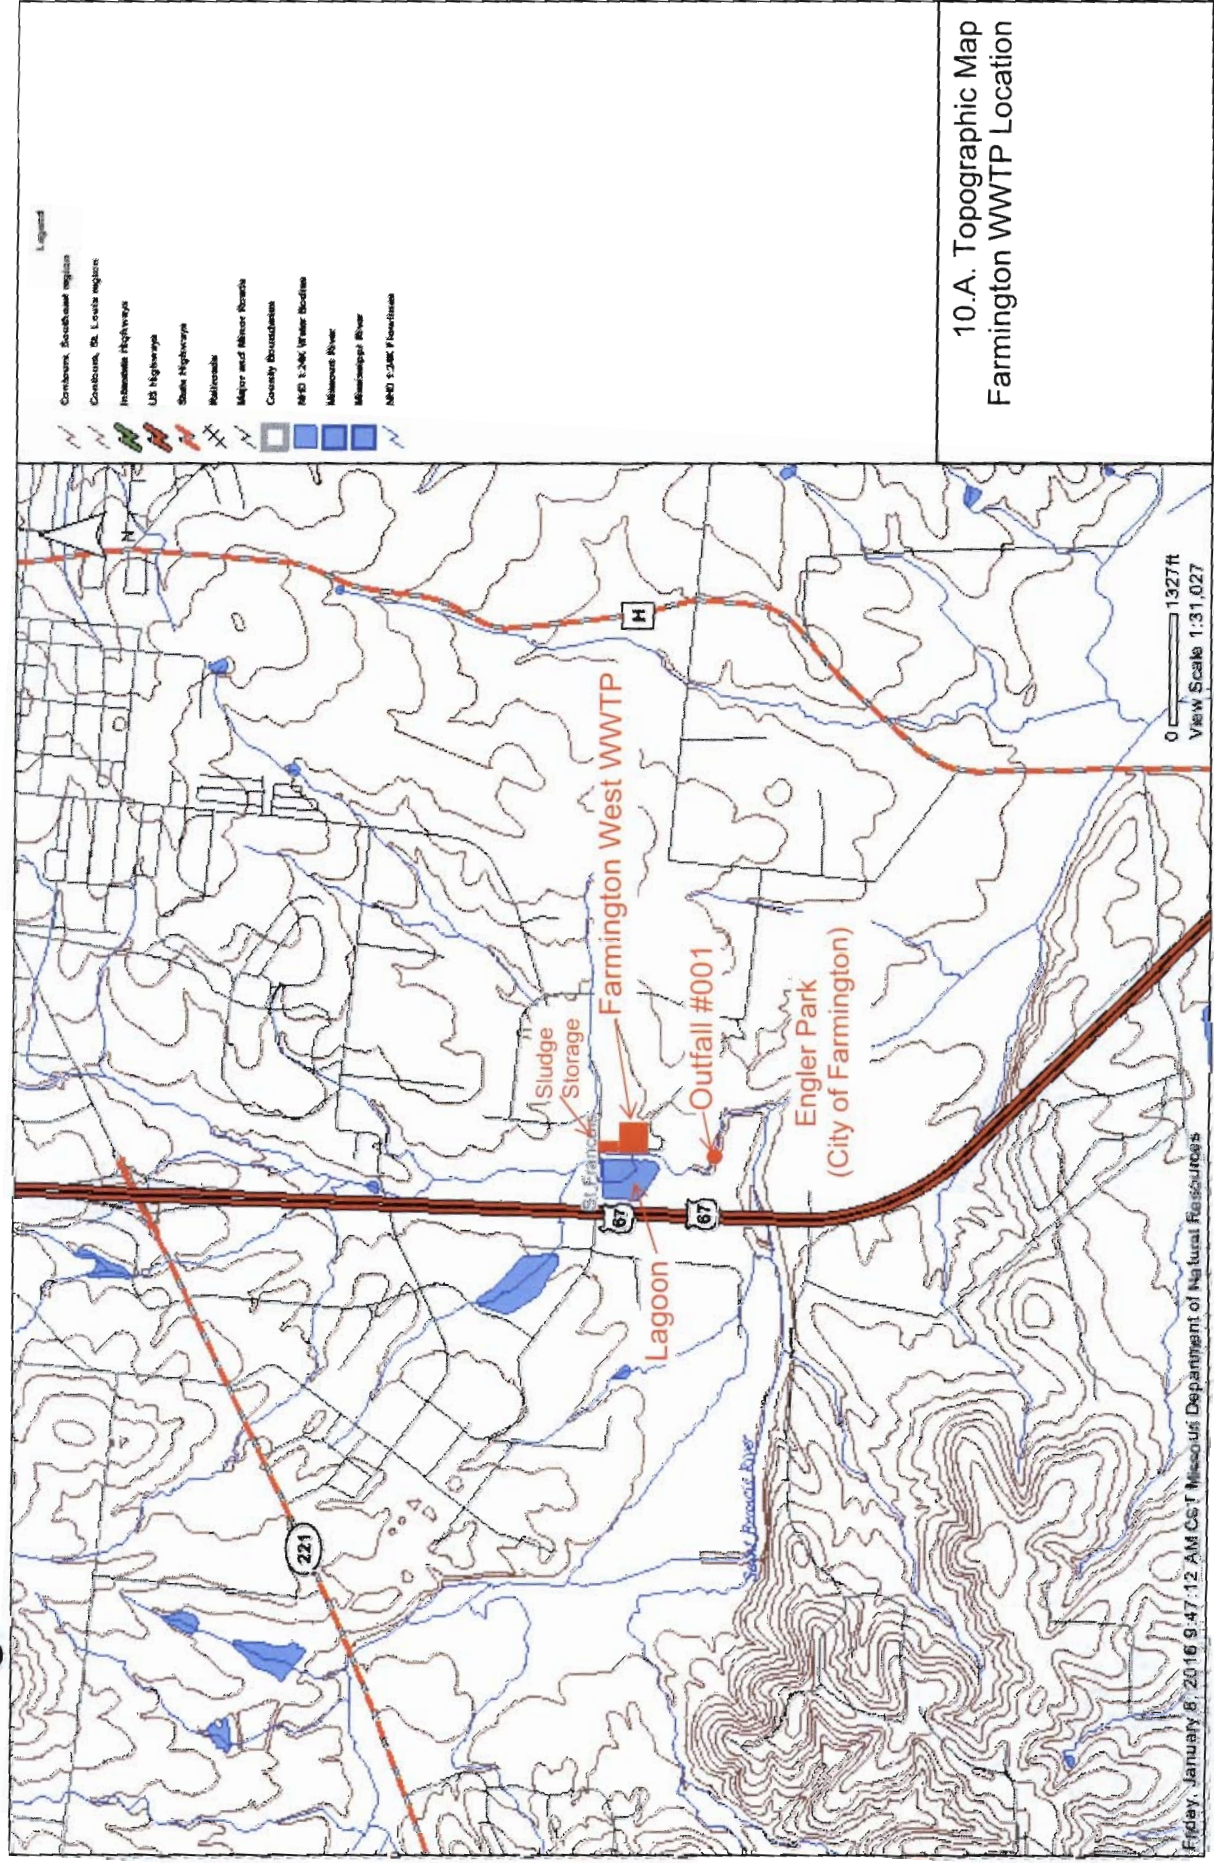 Legend
Contours, Southeast region
Contours, St. Louis region
Interstate Highways
US Highways
State Highways
Railroads
Major and Minor Roads
County Boundaries
NHD 1:24K Water Bodies
Missouri River
Mississippi River
NHD 1:24K Flowlines
10.A. Topographic Map
Farmington WWTP Location
N
221
H
67
67
Sludge
Storage
Farmington West WWTP
St Francois
Lagoon
Outfall #001
Engler Park
(City of Farmington)
0 1327ft
View Scale 1:31,027
Friday, January 8, 2016 9:47:12 AM CST Missouri Department of Natural Resources